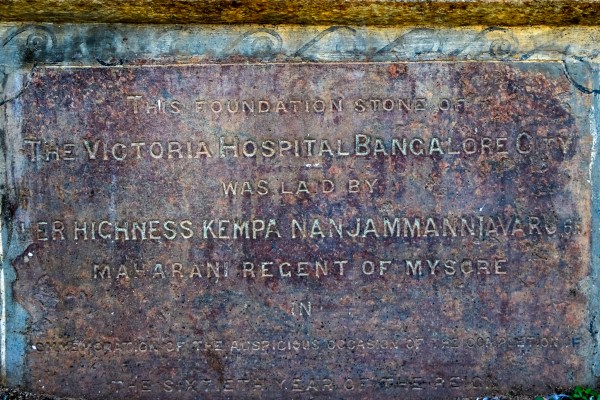 THIS FOUNDATION STONE OF
THE VICTORIA HOSPITAL BANGALORE CITY
WAS LAID BY
HER HIGHNESS KEMPA NANJAMMANNIAVARU
MAHARANI REGENT OF MYSORE
IN
COMMEMORATION OF THE AUSPICIOUS OCCASION OF THE COMPLETION OF
THE SIXTIETH YEAR OF THE REIGN